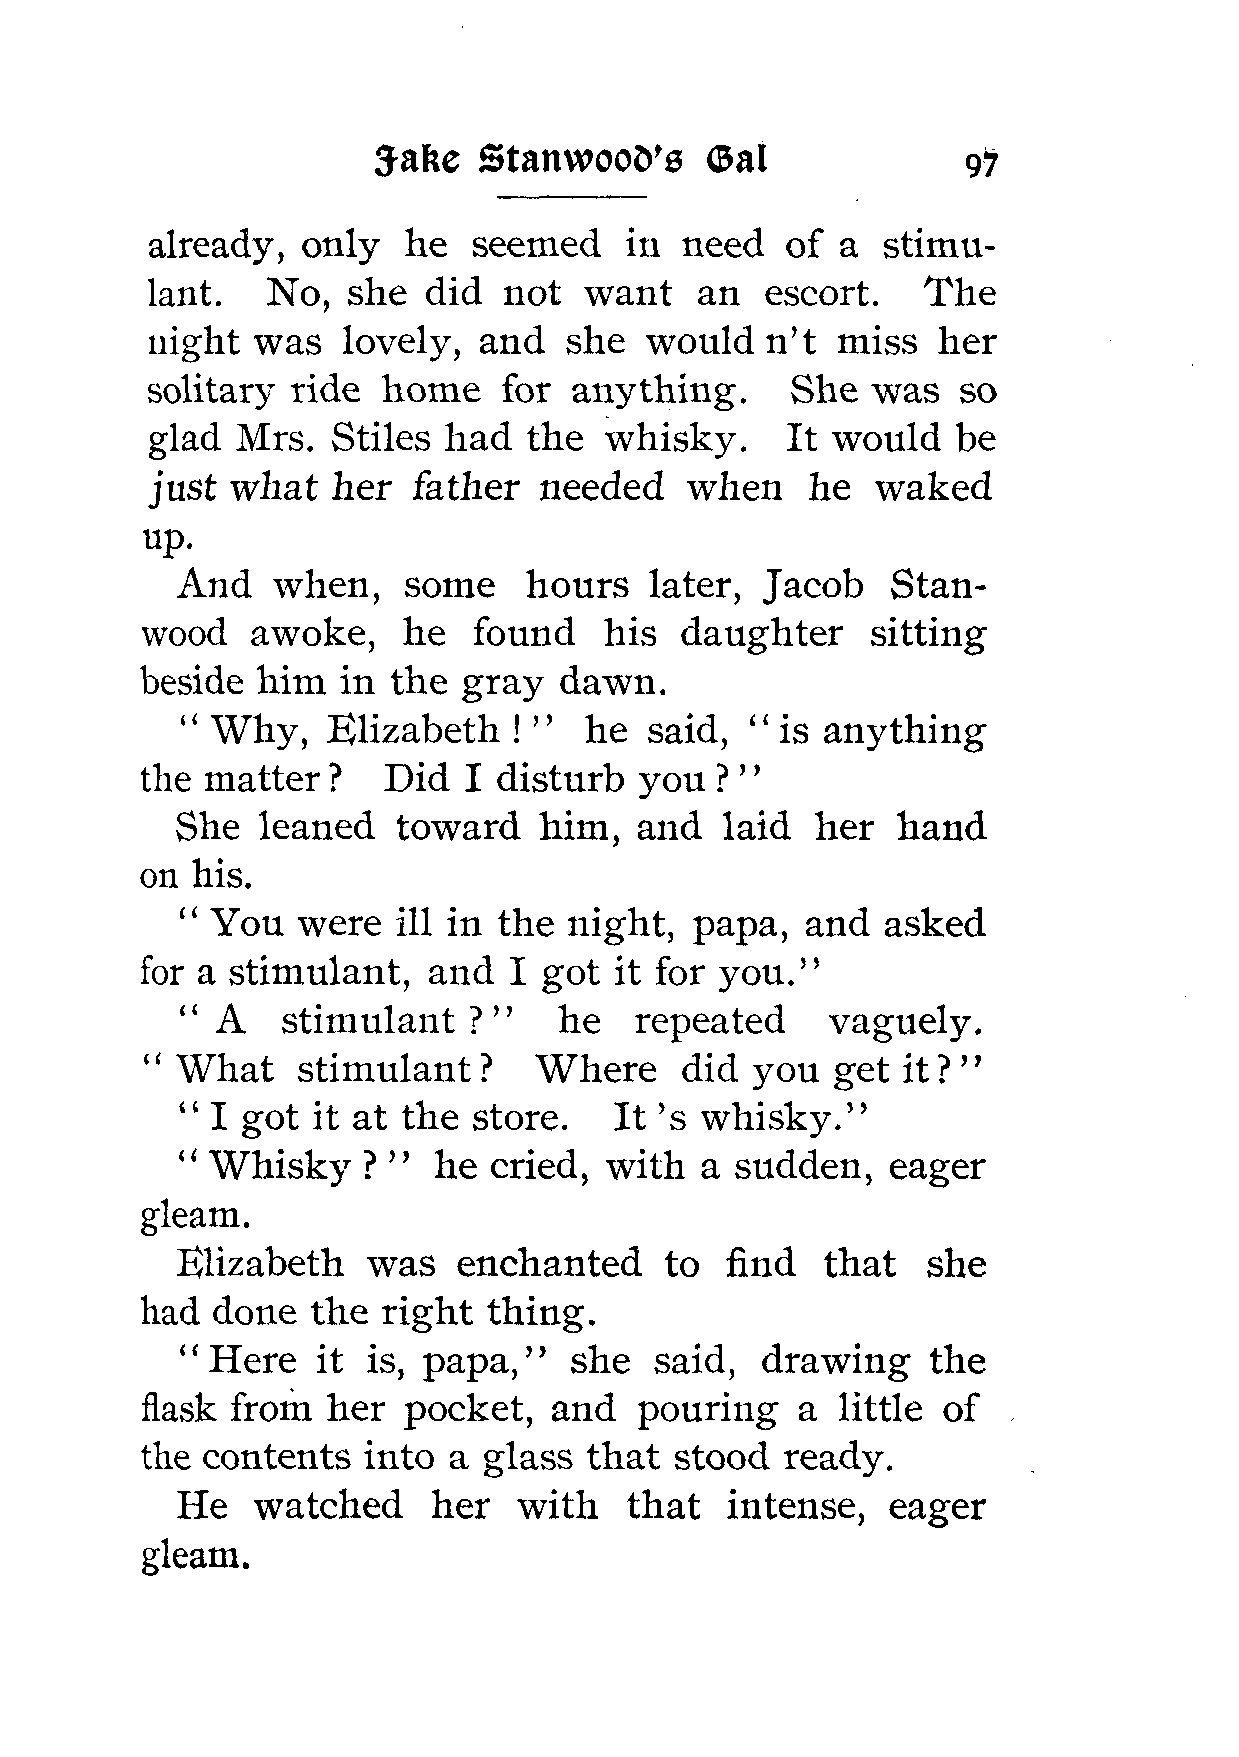 Jake Stanwood's Gal 97
already, only he seemed in need of a stimu-
lant. No, she did not want an escort. The
night was lovely, and she would n't miss her
solitary ride home for anything. She was so
glad Mrs. Stiles had the whisky. It would be
just what her father needed when he waked
up.
And when, some hours later, Jacob Stan-
wood awoke, he found his daughter sitting
beside him in the gray dawn.
" Why, Elizabeth ! " he said, " is anything
the matter ? Did I disturb you ? "
She leaned toward him, and laid her hand
on his.
" You were ill in the night, papa, and asked
for a stimulant, and I got it for you."
" A stimulant ? " he repeated vaguely.
" What stimulant ? Where did you get it ? "
" I got it at the store. It 's whisky."
" Whisky ? " he cried, with a sudden, eager
gleam.
Elizabeth was enchanted to find that she
had done the right thing.
" Here it is, papa," she said, drawing the
flask from her pocket, and pouring a little of
the contents into a glass that stood ready.
He watched her with that intense, eager
gleam.